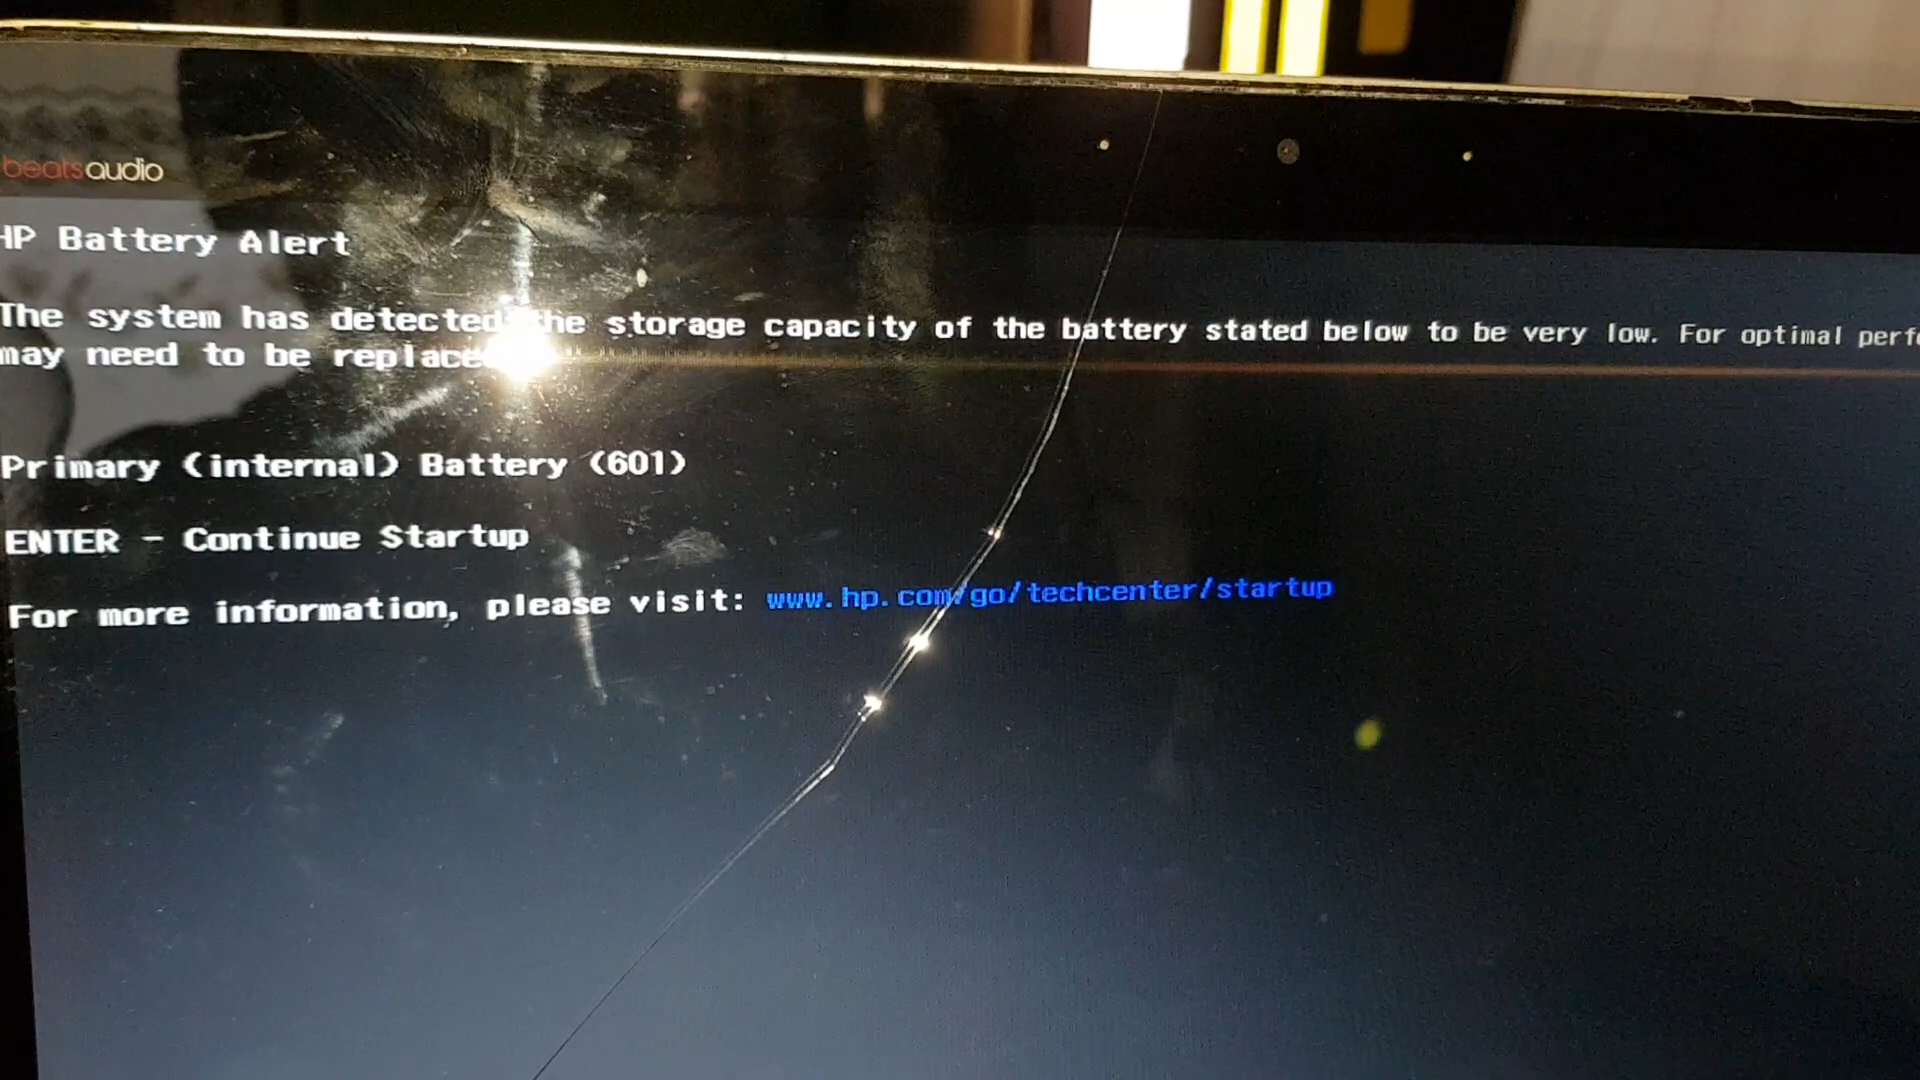 beatsaudio
HP Battery Alert
The system has detected the storage capacity of the battery stated below to be very low. For optimal
may need to be
Primary (internal) Battery (601)
ENTER - Continue Startup
For more information, please visit: www.hp.com/go/techcenter/startup